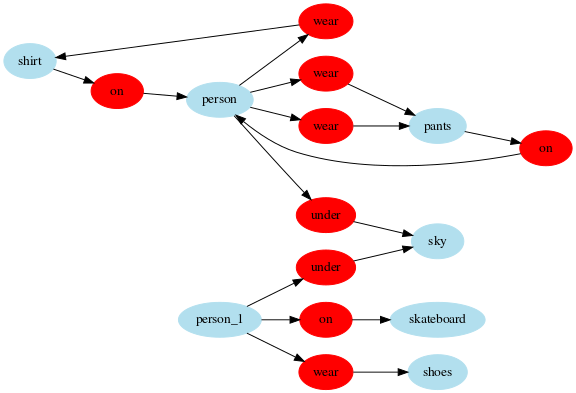 wear
shirt
wear
on
person
wear
pants
on
under
sky
under
person_1
on
skateboard
wear
shoes